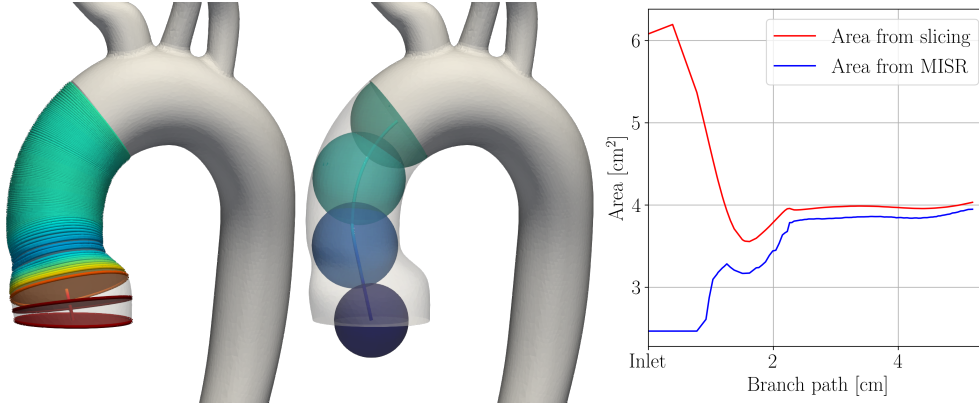 Area from slicing
Area from MISR
Area [cm²]
6
5
4
3
Inlet
2
4
Branch path [cm]